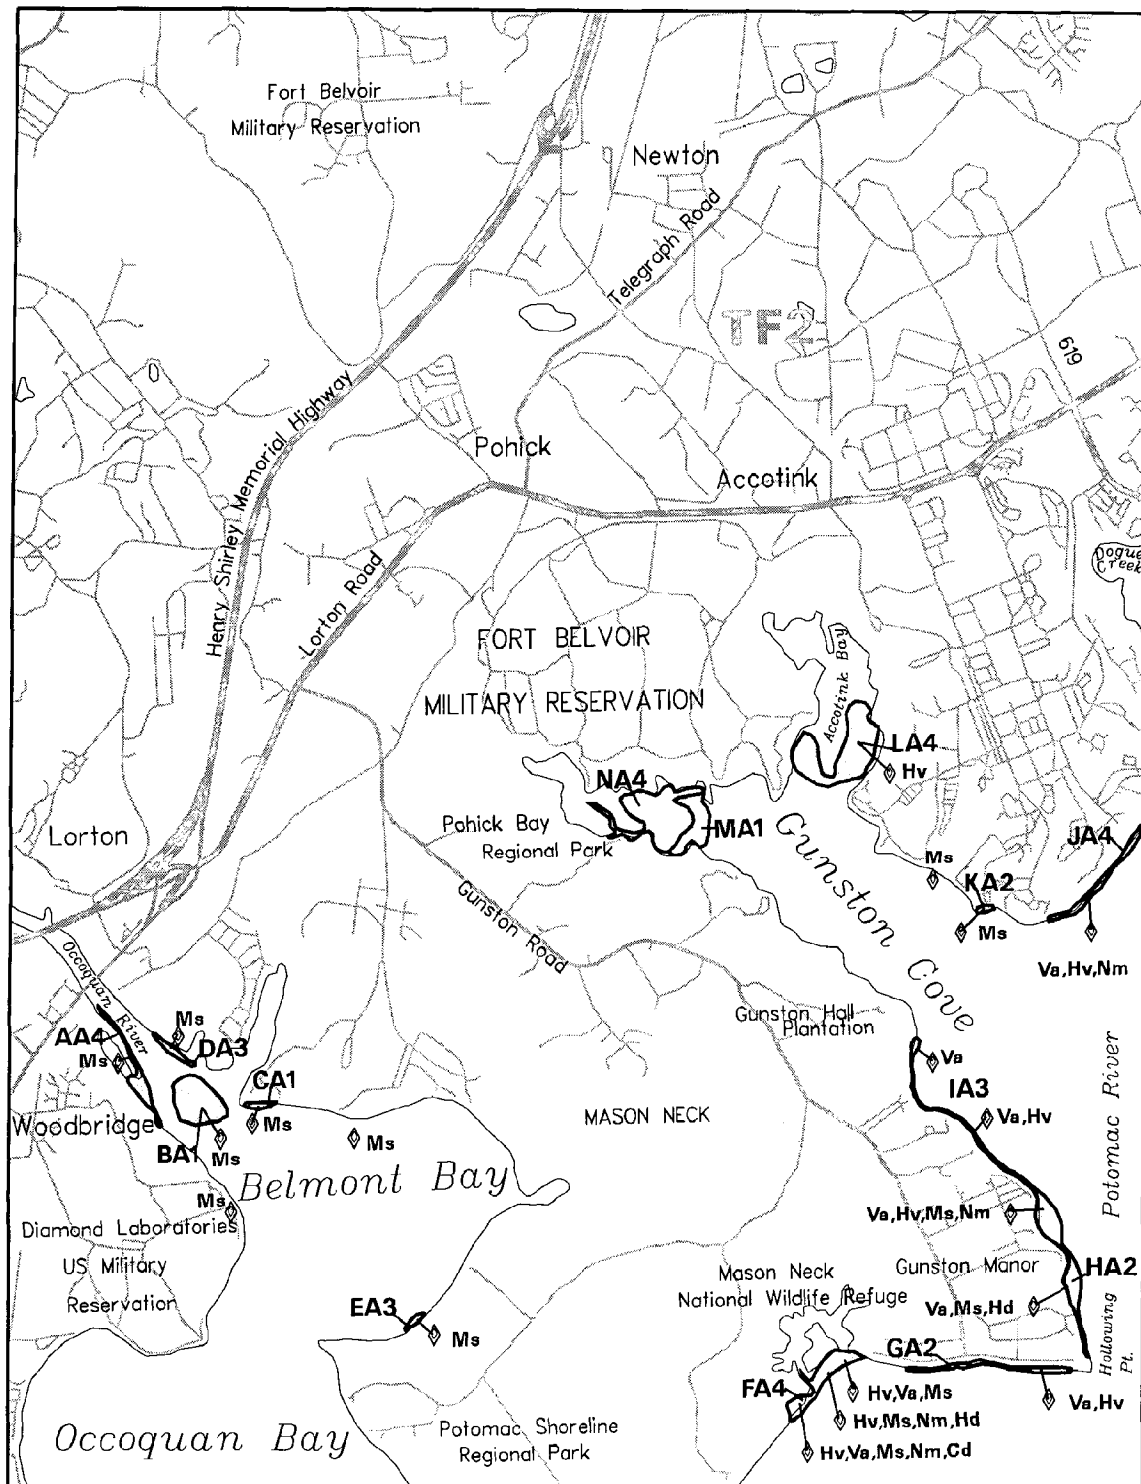 Fort Belvoir
Military Reservation
Newton
Telegraph Road
TF2
619
Henry Shirley Memorial Highway
Pohick
Accotink
Dogue
Creek
Lorton Road
FORT BELVOIR
MILITARY RESERVATION
Accotink Bay
LA4
Hv
NA4
MA1
Pohick Bay
Regional Park
Lorton
Gunston Cove
JA4
Ms
KA2
Ms
Va,Hv,Nm
Gunston Road
Occoquan River
Gunston Hall
Plantation
AA4
Ms
Ms
DA3
CA1
Ms
Va
IA3
Va,Hv
Potomac River
Woodbridge
BA1
Ms
Ms
MASON NECK
Belmont Bay
Ms
Va,Hv,Ms,Nm
Diamond Laboratories
US Military
Reservation
Mason Neck
National Wildlife Refuge
Gunston Manor
HA2
Va,Ms,Hd
EA3
Ms
GA2
Hollowing
Pt.
FA4
Hv,Va,Ms
Va,Hv
Hv,Ms,Nm,Hd
Hv,Va,Ms,Nm,Cd
Occoquan Bay
Potomac Shoreline
Regional Park